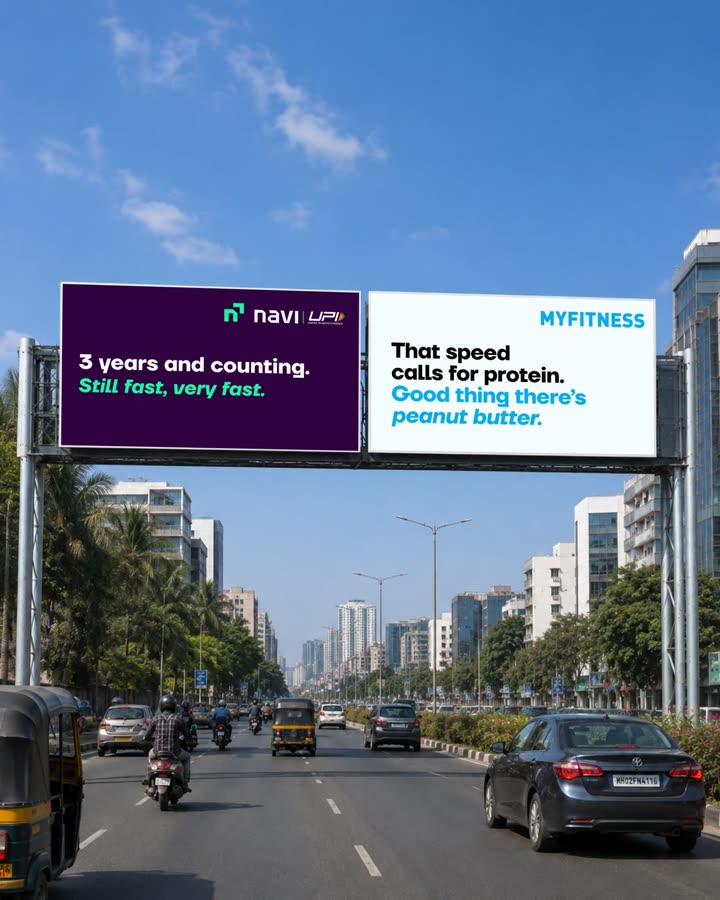 navi | UPI
3 years and counting.
Still fast, very fast.
MYFITNESS
That speed
calls for protein.
Good thing there's
peanut butter.
MH02FN4116